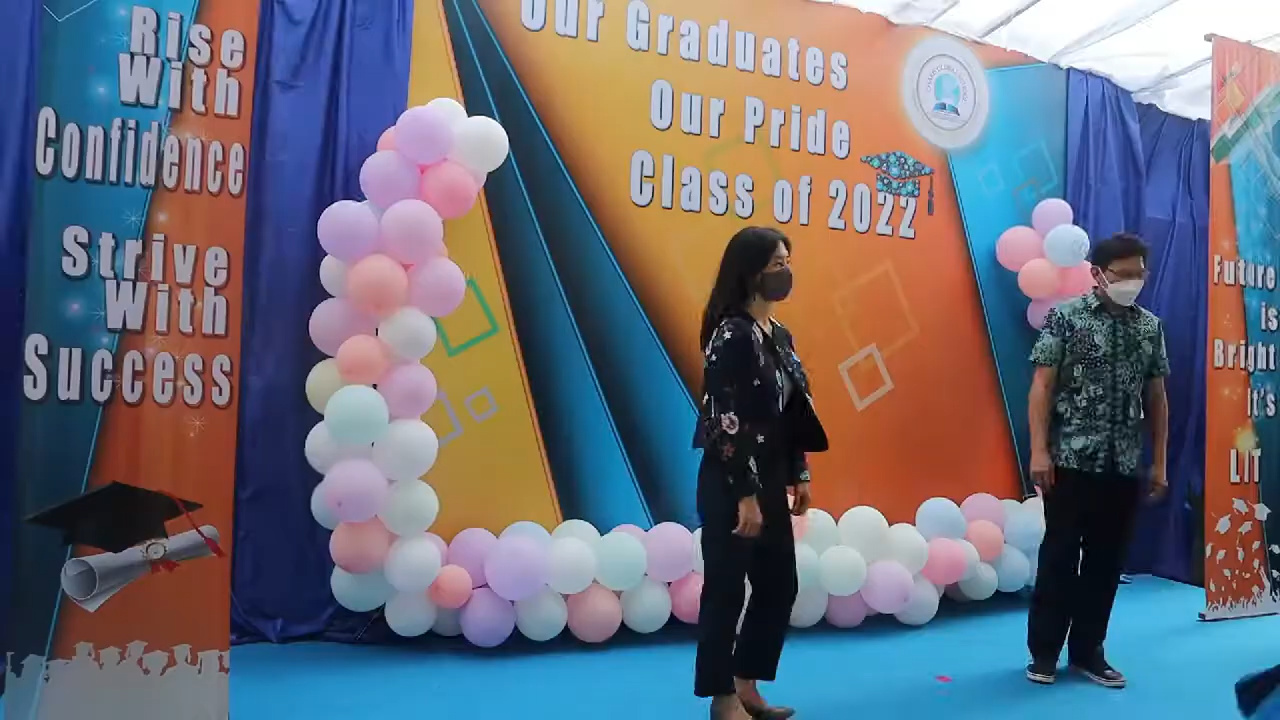 Rise
With
Confidence
Strive
With
Success
Our Graduates
Our Pride
Class of 2022
Future
is
Bright
it's
LIT